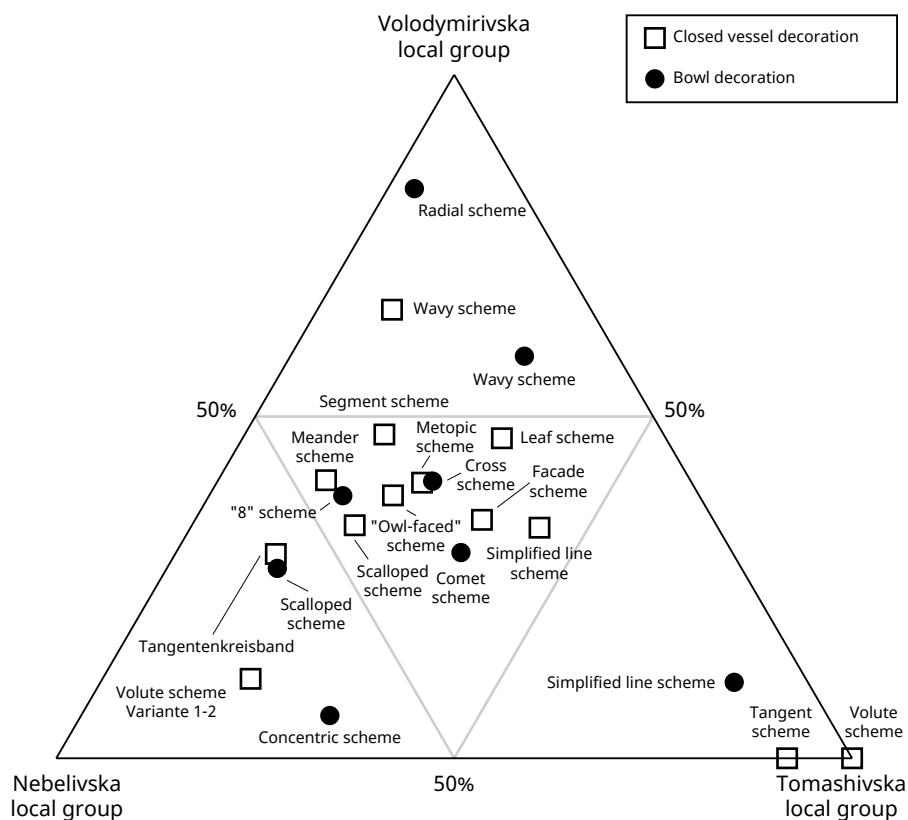 Volodymirivska
local group
Closed vessel decoration
Bowl decoration
Radial scheme
Wavy scheme
Wavy scheme
Segment scheme
50%
50%
Meander
scheme
Metopic
scheme
Leaf scheme
Cross
scheme
Facade
scheme
"8" scheme
"Owl-faced"
scheme
Simplified line
scheme
Scalloped
scheme
Comet
scheme
Scalloped
scheme
Tangentenkreisband
Volute scheme
Variante 1-2
Simplified line scheme
Concentric scheme
Tangent
scheme
Volute
scheme
Nebelivska
local group
50%
Tomashivska
local group